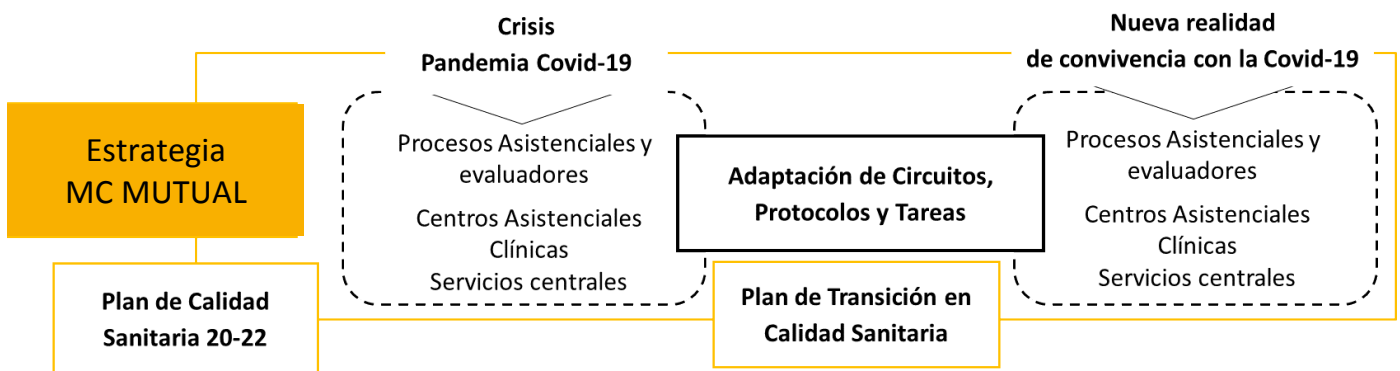 Crisis
Pandemia Covid-19
Nueva realidad
de convivencia con la Covid-19
Estrategia
MC MUTUAL
Procesos Asistenciales y
evaluadores
Centros Asistenciales
Clínicas
Servicios centrales
Adaptación de Circuitos,
Protocolos y Tareas
Procesos Asistenciales y
evaluadores
Centros Asistenciales
Clínicas
Servicios centrales
Plan de Calidad
Sanitaria 20-22
Plan de Transición en
Calidad Sanitaria